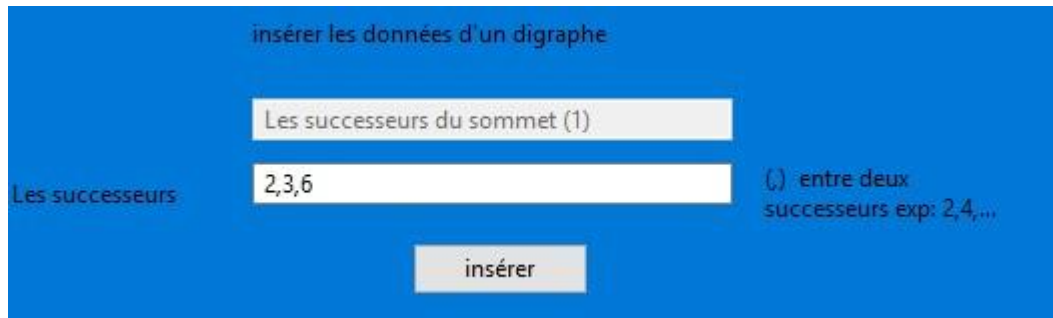 insérer les données d'un digraphe
Les successeurs du sommet (1)
Les successeurs
2,3,6
(,) entre deux
successeurs exp: 2,4,...
insérer